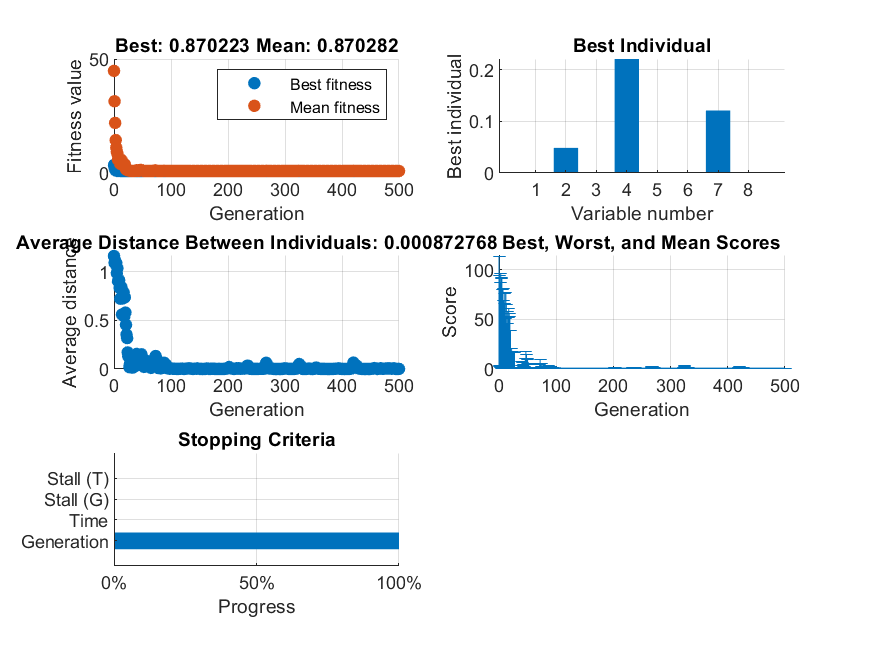 Best: 0.870223 Mean: 0.870282
Fitness value
50
0
Best fitness
Mean fitness
0 100 200 300 400 500
Generation
Best Individual
Best individual
0.2
0.1
0
1 2 3 4 5 6 7 8
Variable number
Average Distance Between Individuals: 0.000872768
Average distance
1
0.5
0
0 100 200 300 400 500
Generation
Best, Worst, and Mean Scores
Score
100
50
0
0 100 200 300 400 500
Generation
Stopping Criteria
Stall (T)
Stall (G)
Time
Generation
0% 50% 100%
Progress